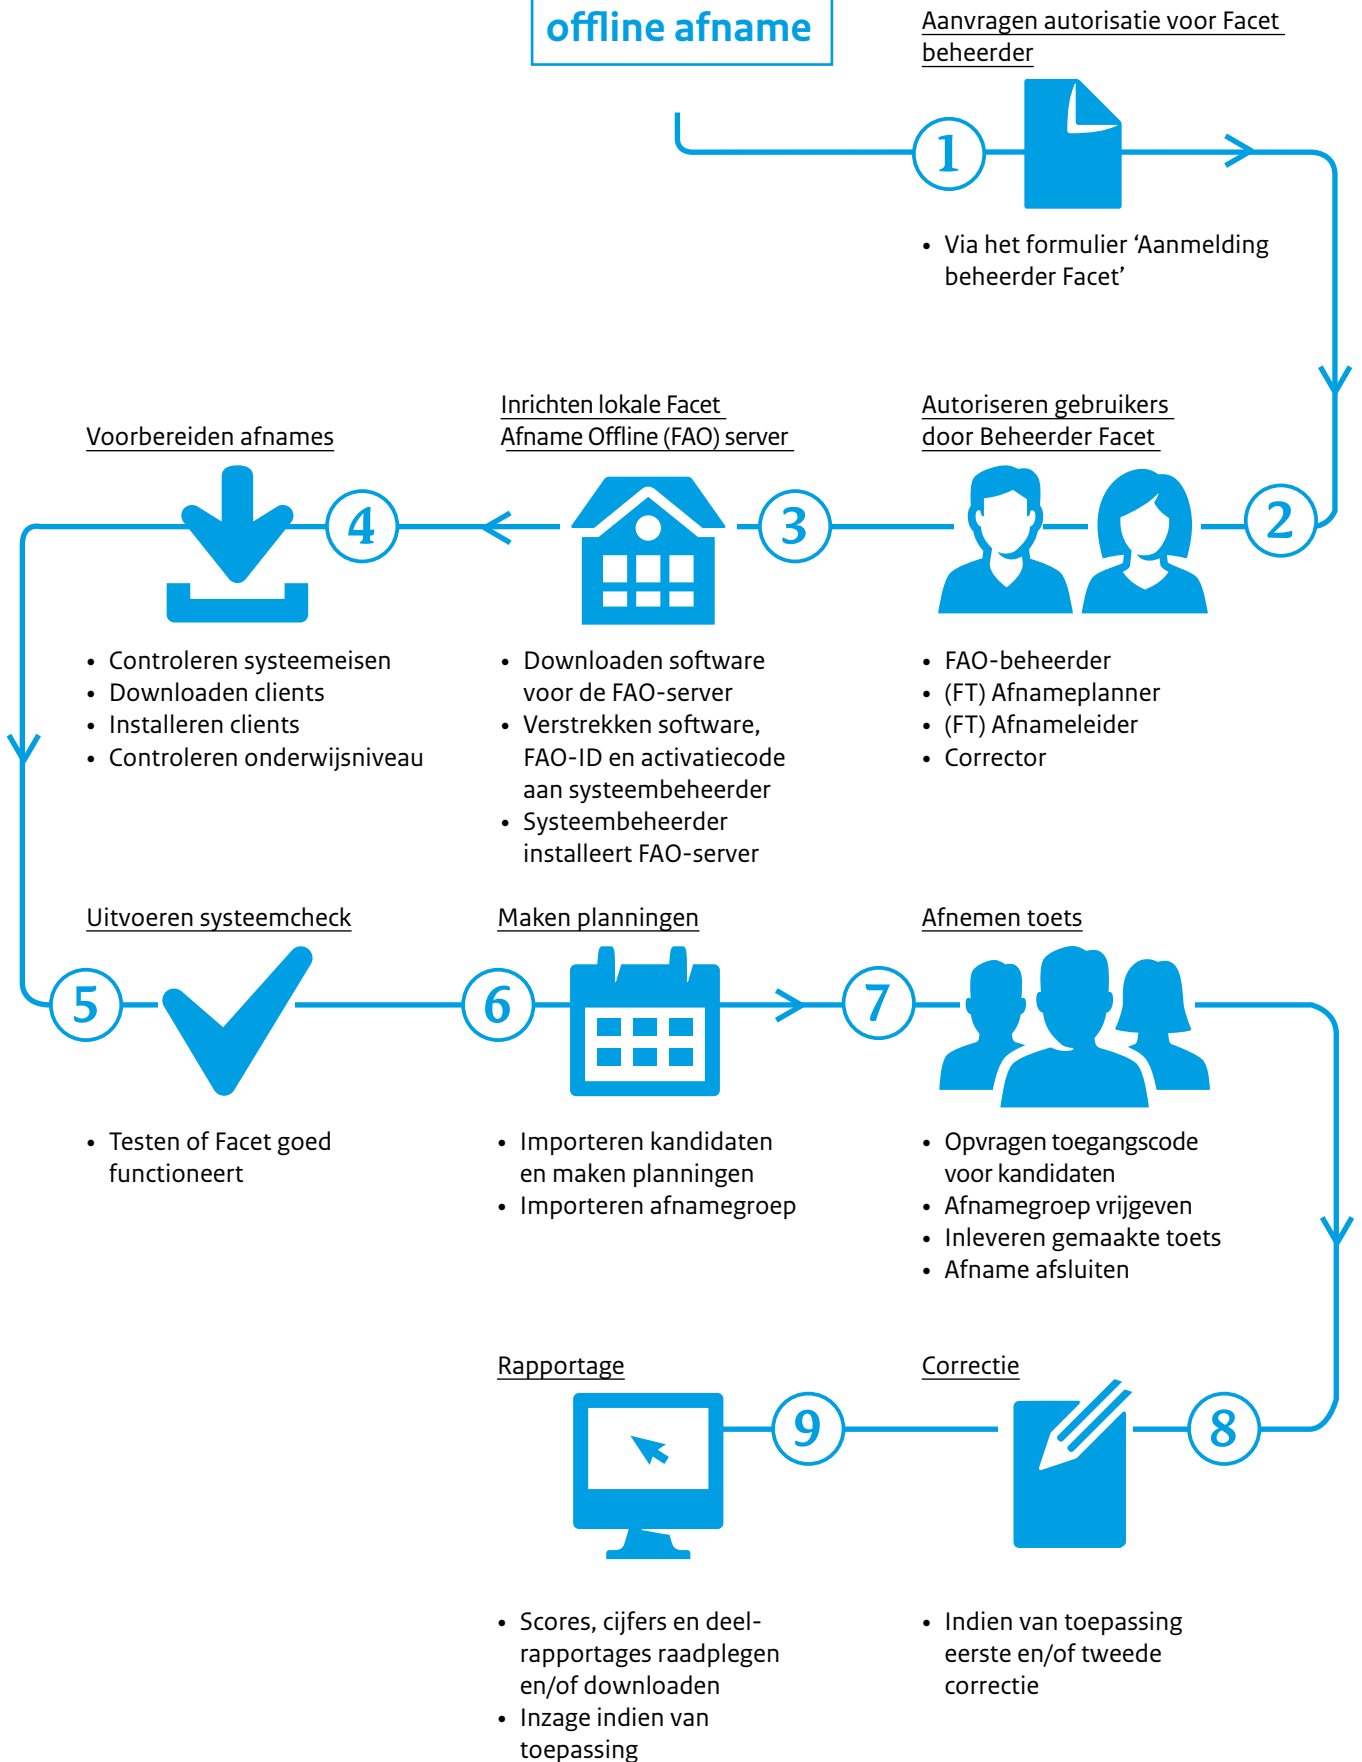 offline afname
Aanvragen autorisatie voor Facet
beheerder
1
• Via het formulier ‘Aanmelding
beheerder Facet’
Autoriseren gebruikers
door Beheerder Facet
2
• FAO-beheerder
• (FT) Afnameplanner
• (FT) Afnameleider
• Corrector
Inrichten lokale Facet
Afname Offline (FAO) server
3
• Downloaden software
voor de FAO-server
• Verstrekken software,
FAO-ID en activatiecode
aan systeembeheerder
• Systeembeheerder
installeert FAO-server
Voorbereiden afnames
4
• Controleren systeemeisen
• Downloaden clients
• Installeren clients
• Controleren onderwijsniveau
Uitvoeren systeemcheck
5
• Testen of Facet goed
functioneert
Maken planningen
6
• Importeren kandidaten
en maken planningen
• Importeren afnamegroep
Afnemen toets
7
• Opvragen toegangscode
voor kandidaten
• Afnamegroep vrijgeven
• Inleveren gemaakte toets
• Afname afsluiten
Correctie
8
• Indien van toepassing
eerste en/of tweede
correctie
Rapportage
9
• Scores, cijfers en deel-
rapportages raadplegen
en/of downloaden
• Inzage indien van
toepassing